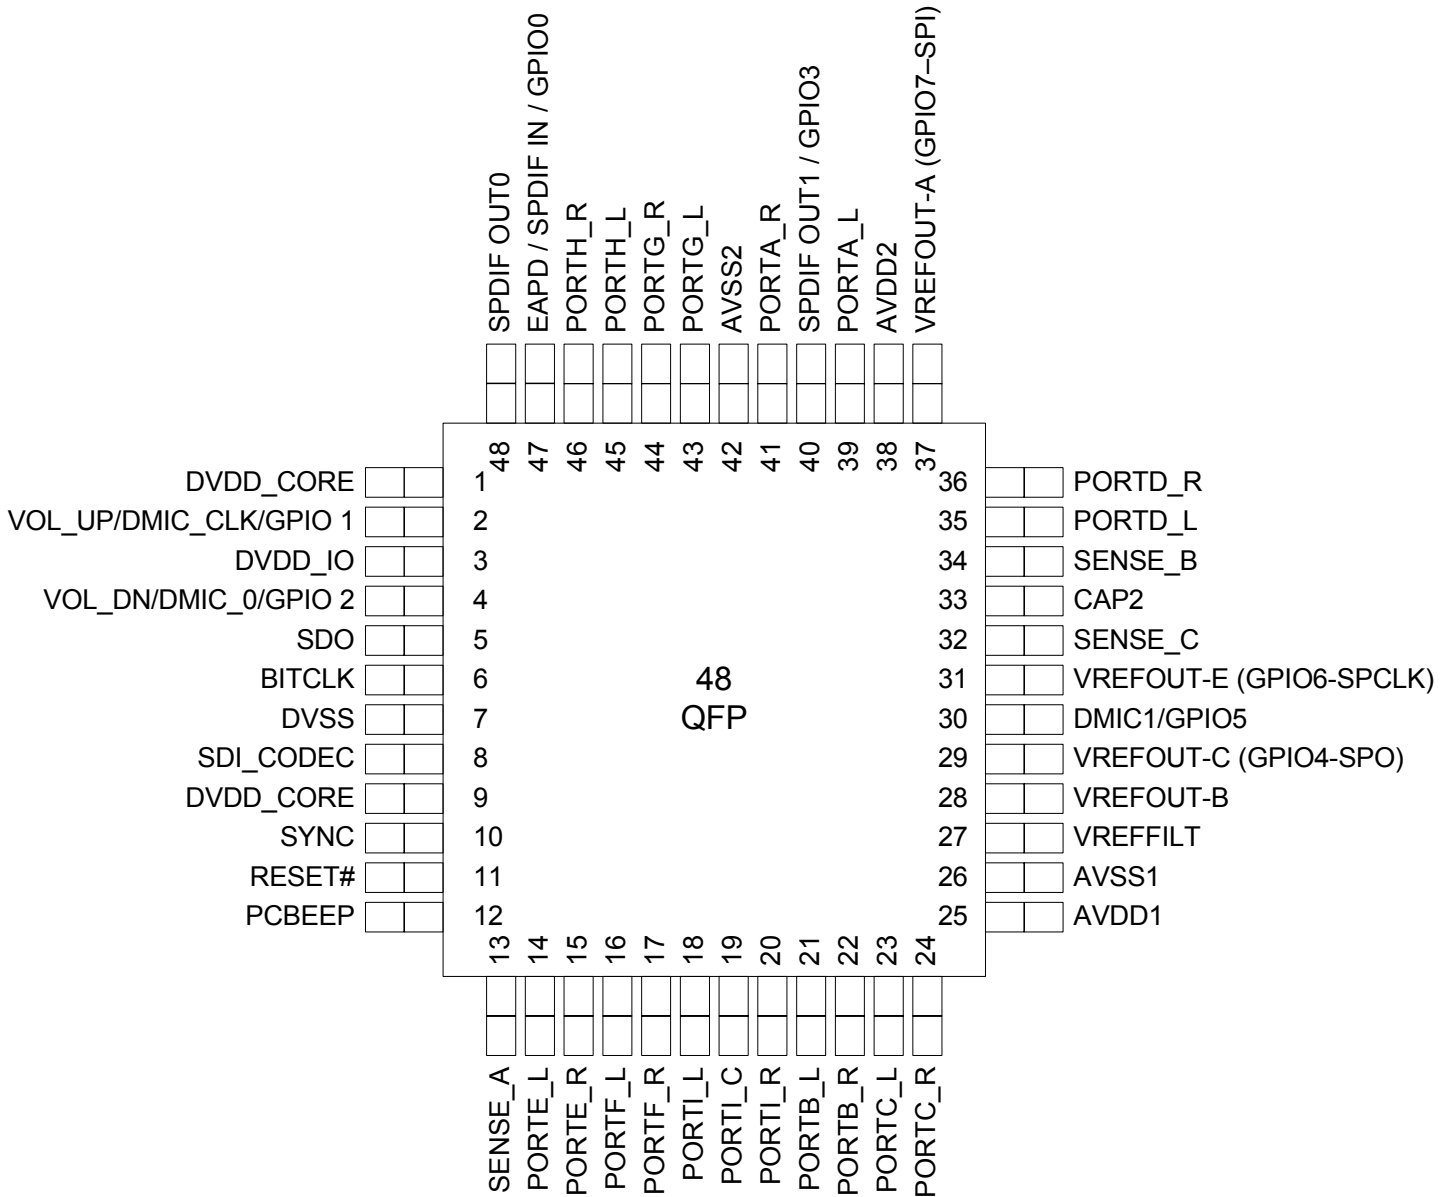 SPDIF OUT0
EAPD / SPDIF IN / GPIO0
PORTH_R
PORTH_L
PORTG_R
PORTG_L
AVSS2
PORTA_R
SPDIF OUT1 / GPIO3
PORTA_L
AVDD2
VREFOUT-A (GPIO7–SPI)
48
47
46
45
44
43
42
41
40
39
38
37
DVDD_CORE 1
VOL_UP/DMIC_CLK/GPIO 1 2
DVDD_IO 3
VOL_DN/DMIC_0/GPIO 2 4
SDO 5
BITCLK 6
DVSS 7
SDI_CODEC 8
DVDD_CORE 9
SYNC 10
RESET# 11
PCBEEP 12
48
QFP
36 PORTD_R
35 PORTD_L
34 SENSE_B
33 CAP2
32 SENSE_C
31 VREFOUT-E (GPIO6-SPCLK)
30 DMIC1/GPIO5
29 VREFOUT-C (GPIO4-SPO)
28 VREFOUT-B
27 VREFFILT
26 AVSS1
25 AVDD1
13
14
15
16
17
18
19
20
21
22
23
24
SENSE_A
PORTE_L
PORTE_R
PORTF_L
PORTF_R
PORTI_L
PORTI_C
PORTI_R
PORTB_L
PORTB_R
PORTC_L
PORTC_R